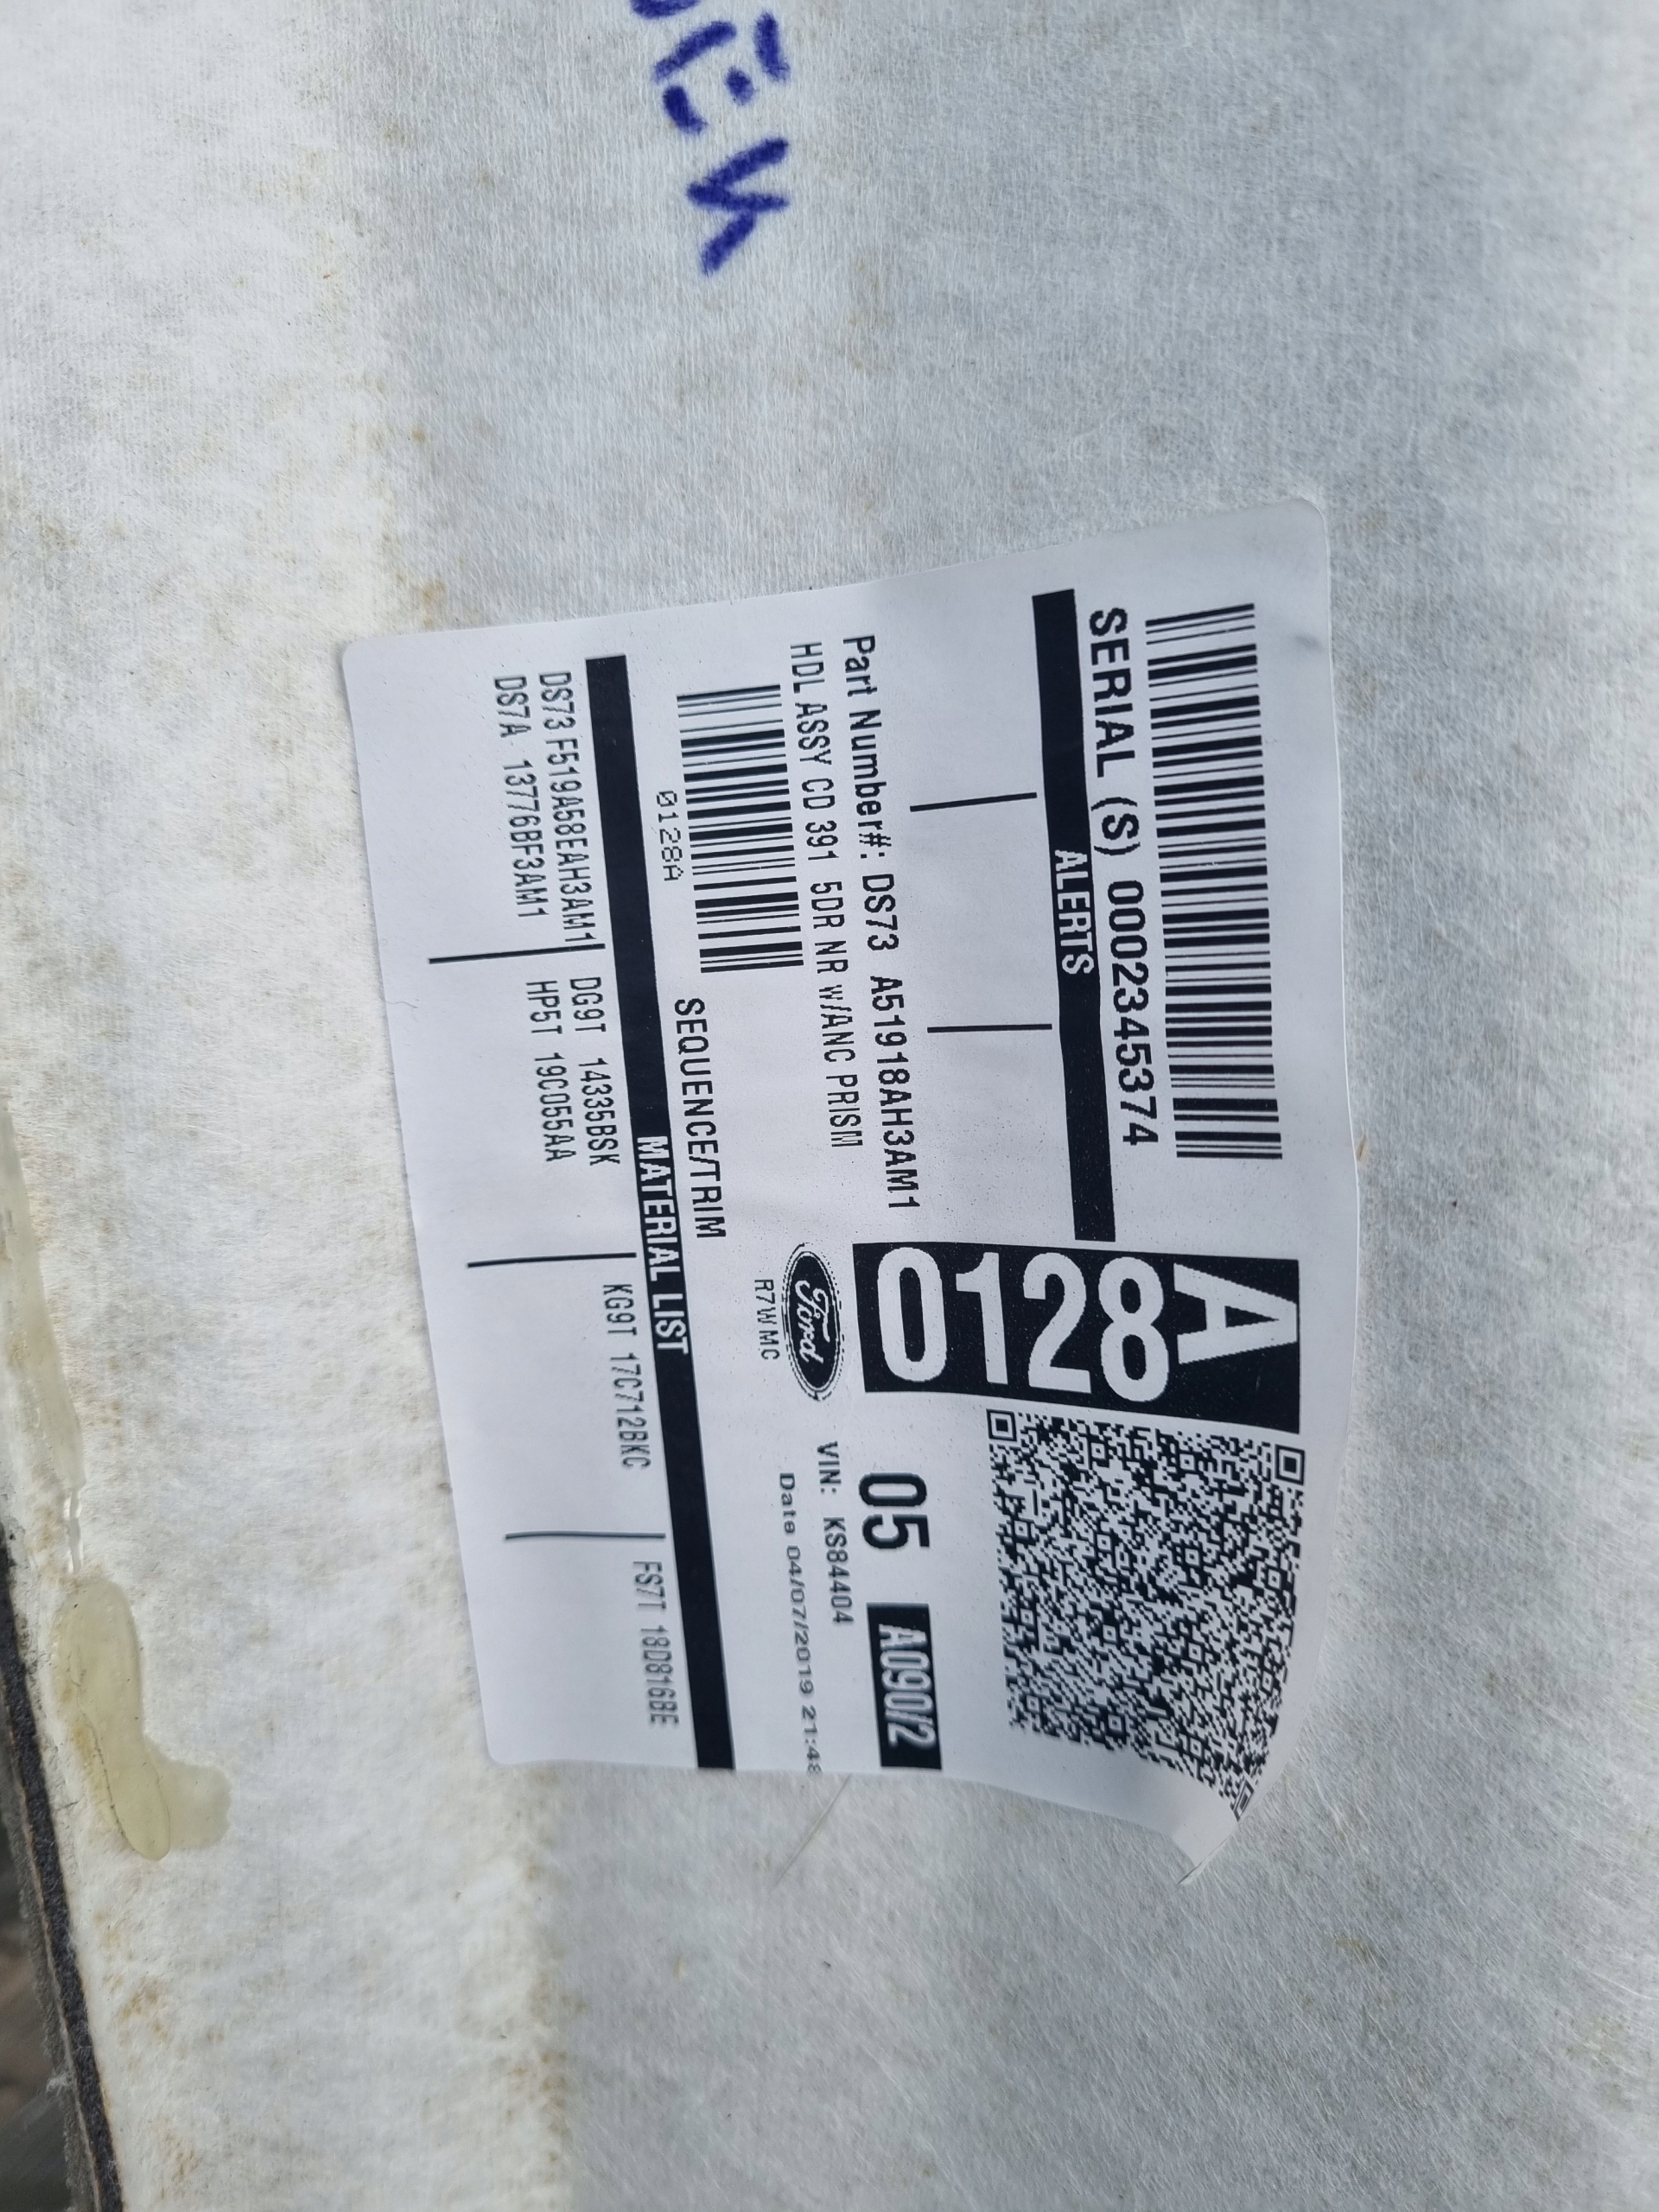 SERIAL (S) 0002345374
ALERTS
0128A
Part Number#: DS73 A51918AH3AM1
HDL ASSY CD 391 5DR NR W/ANC PRISM
05
A090/2
Ford
R7WMC
VIN: KS84404
Date 04/07/2019 21:48
0128A
SEQUENCE/TRIM
MATERIAL LIST
DS73 F519A58EAH3AM1
DS7A 13776BF3AM1
DG9T 14335BSK
HP5T 19C055AA
KG9T 17C712BKC
FS7T 18D816BE